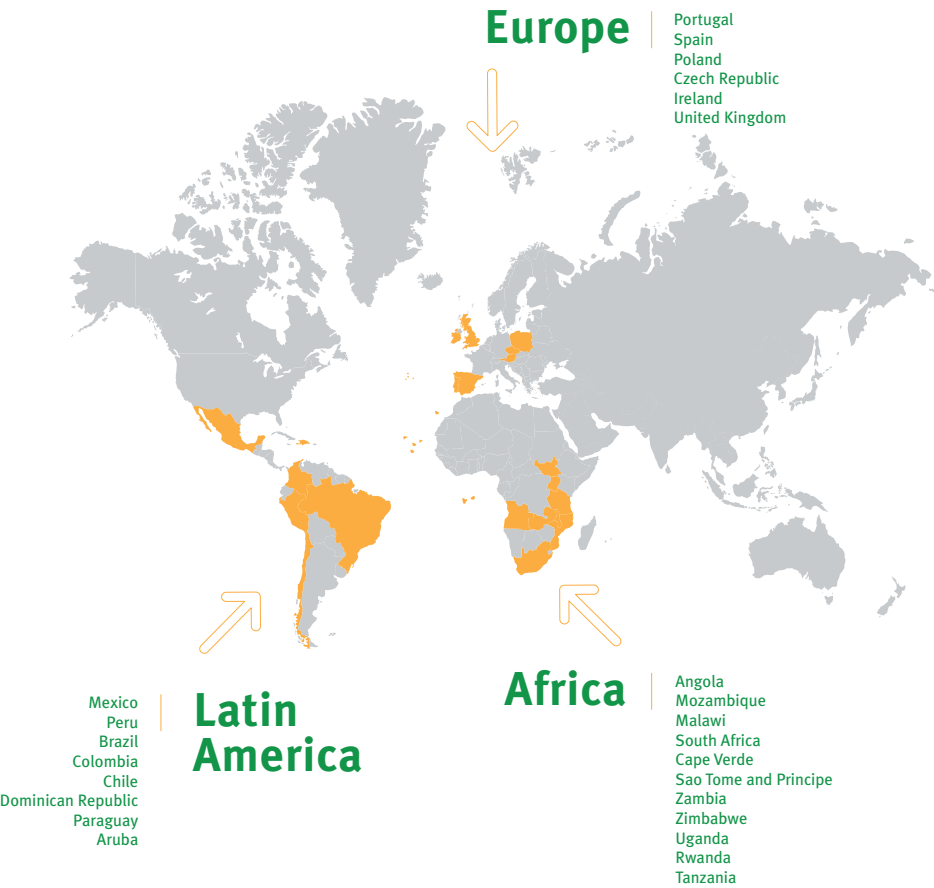 Europe
Portugal
Spain
Poland
Czech Republic
Ireland
United Kingdom
Latin
America
Mexico
Peru
Brazil
Colombia
Chile
Dominican Republic
Paraguay
Aruba
Africa
Angola
Mozambique
Malawi
South Africa
Cape Verde
Sao Tome and Principe
Zambia
Zimbabwe
Uganda
Rwanda
Tanzania